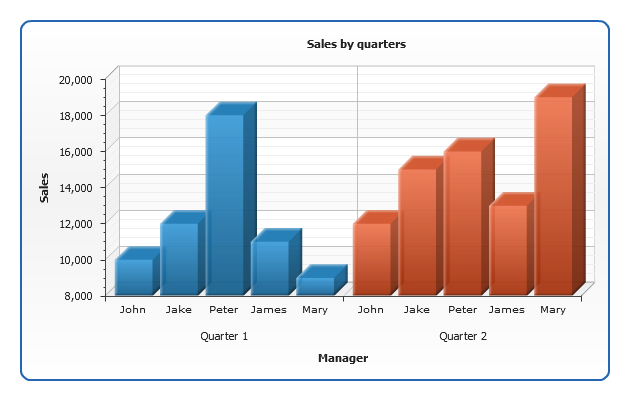 Sales by quarters
20,000
18,000
16,000
14,000
12,000
10,000
8,000
Sales
John Jake Peter James Mary John Jake Peter James Mary
Quarter 1 Quarter 2
Manager